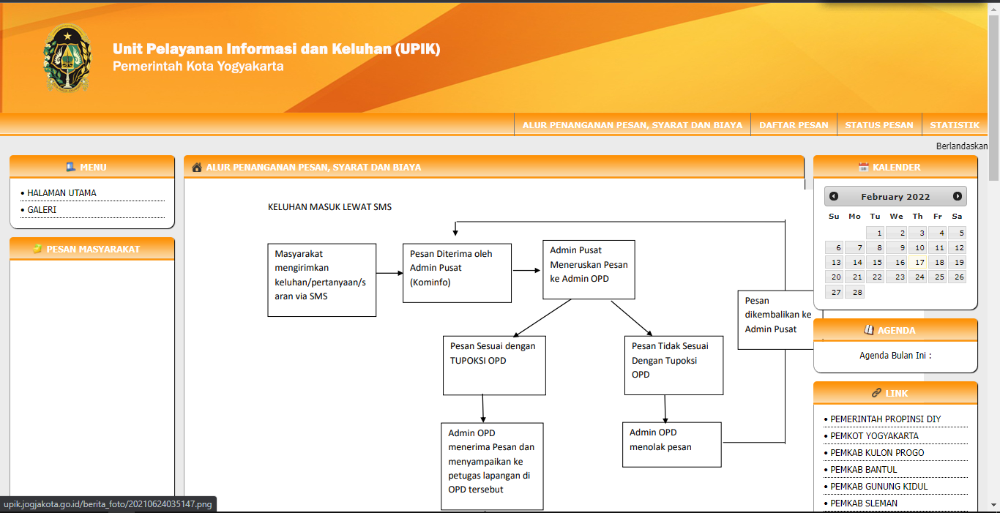 Unit Pelayanan Informasi dan Keluhan (UPIK)
Pemerintah Kota Yogyakarta
ALUR PENANGANAN PESAN, SYARAT DAN BIAYA
DAFTAR PESAN
STATUS PESAN
STATISTIK
Berlandaskan
MENU
• HALAMAN UTAMA
• GALERI
PESAN MASYARAKAT
ALUR PENANGANAN PESAN, SYARAT DAN BIAYA
KELUHAN MASUK LEWAT SMS
Masyarakat
mengirimkan
keluhan/pertanyaan/s
aran via SMS
Pesan Diterima oleh
Admin Pusat
(Kominfo)
Admin Pusat
Meneruskan Pesan
ke Admin OPD
Pesan Sesuai dengan
TUPOKSI OPD
Pesan Tidak Sesuai
Dengan Tupoksi
OPD
Pesan
dikembalikan ke
Admin Pusat
Admin OPD
menerima Pesan dan
menyampaikan ke
petugas lapangan di
OPD tersebut
Admin OPD
menolak pesan
KALENDER
February 2022
Su Mo Tu We Th Fr Sa
1 2 3 4 5
6 7 8 9 10 11 12
13 14 15 16 17 18 19
20 21 22 23 24 25 26
27 28
AGENDA
Agenda Bulan Ini :
LINK
• PEMERINTAH PROPINSI DIY
• PEMKOT YOGYAKARTA
• PEMKAB KULON PROGO
• PEMKAB BANTUL
• PEMKAB GUNUNG KIDUL
• PEMKAB SLEMAN
upik.jogjakota.go.id/berita_foto/20210624035147.png